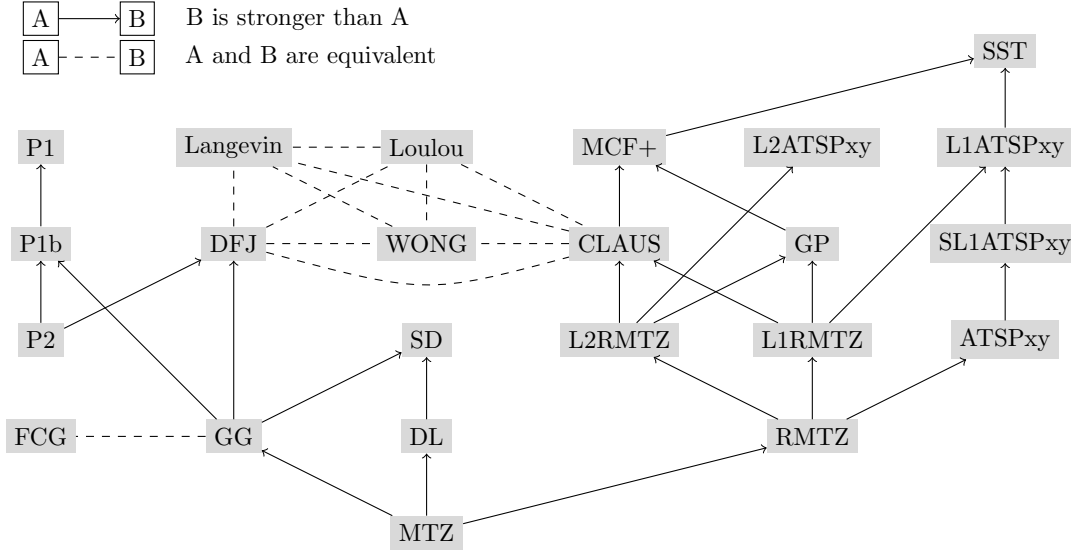 A B B is stronger than A
A B A and B are equivalent
SST
P1 Langevin Loulou MCF+ L2ATSPxy L1ATSPxy
P1b DFJ WONG CLAUS GP SL1ATSPxy
P2 SD L2RMTZ L1RMTZ ATSPxy
FCG GG DL RMTZ
MTZ